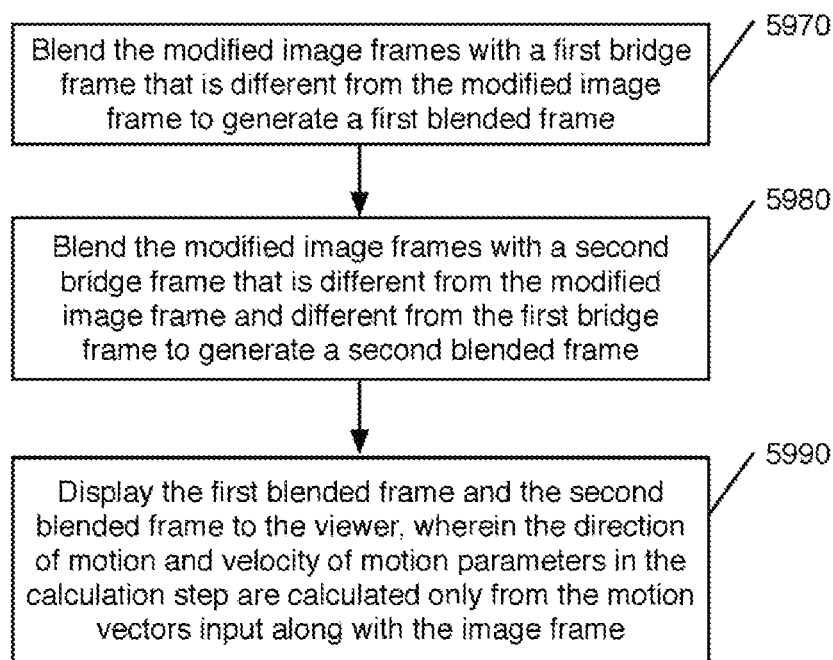 5970
Blend the modified image frames with a first bridge
frame that is different from the modified image
frame to generate a first blended frame
5980
Blend the modified image frames with a second
bridge frame that is different from the modified
image frame and different from the first bridge
frame to generate a second blended frame
5990
Display the first blended frame and the second
blended frame to the viewer, wherein the direction
of motion and velocity of motion parameters in the
calculation step are calculated only from the motion
vectors input along with the image frame